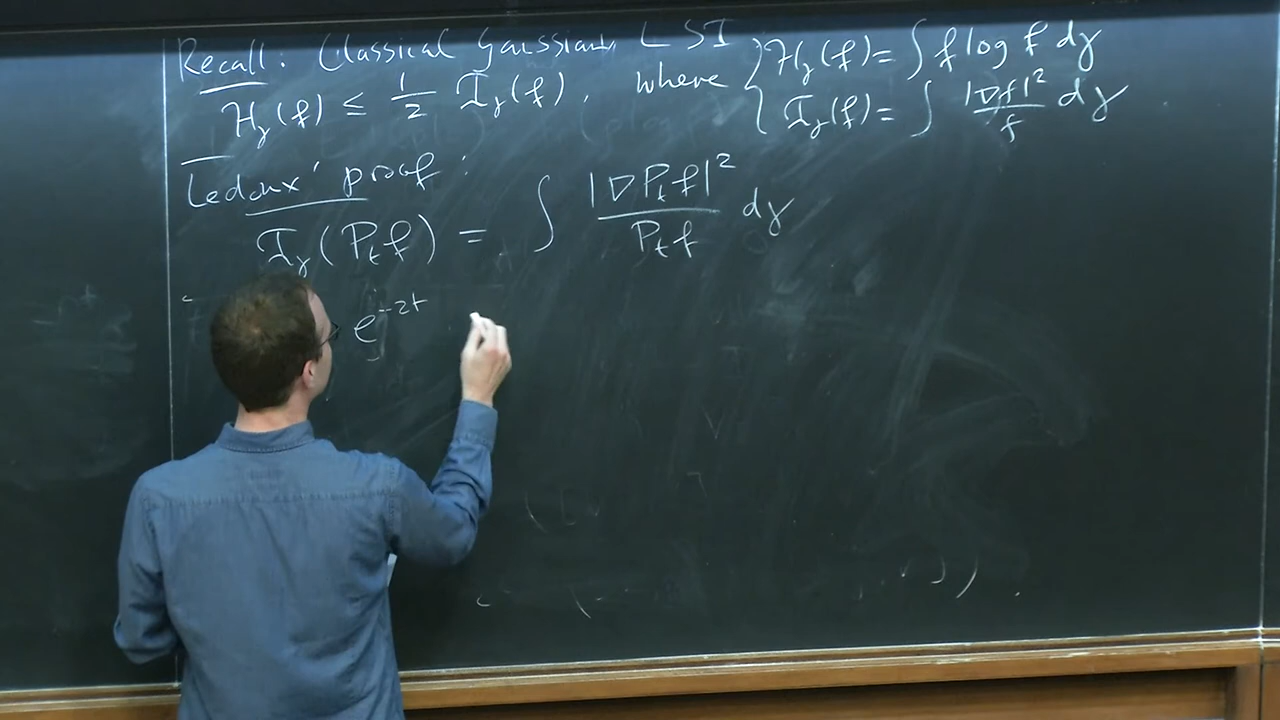 Recall: Classical Gaussian LSI
H_γ(f) ≤ 1/2 I_γ(f), where { H_γ(f) = ∫ f log f dγ
I_γ(f) = ∫ |∇f|²/f dγ
Ledoux' proof:
I_γ(P_t f) = ∫ |∇P_t f|²/P_t f dγ
e^{-2t}